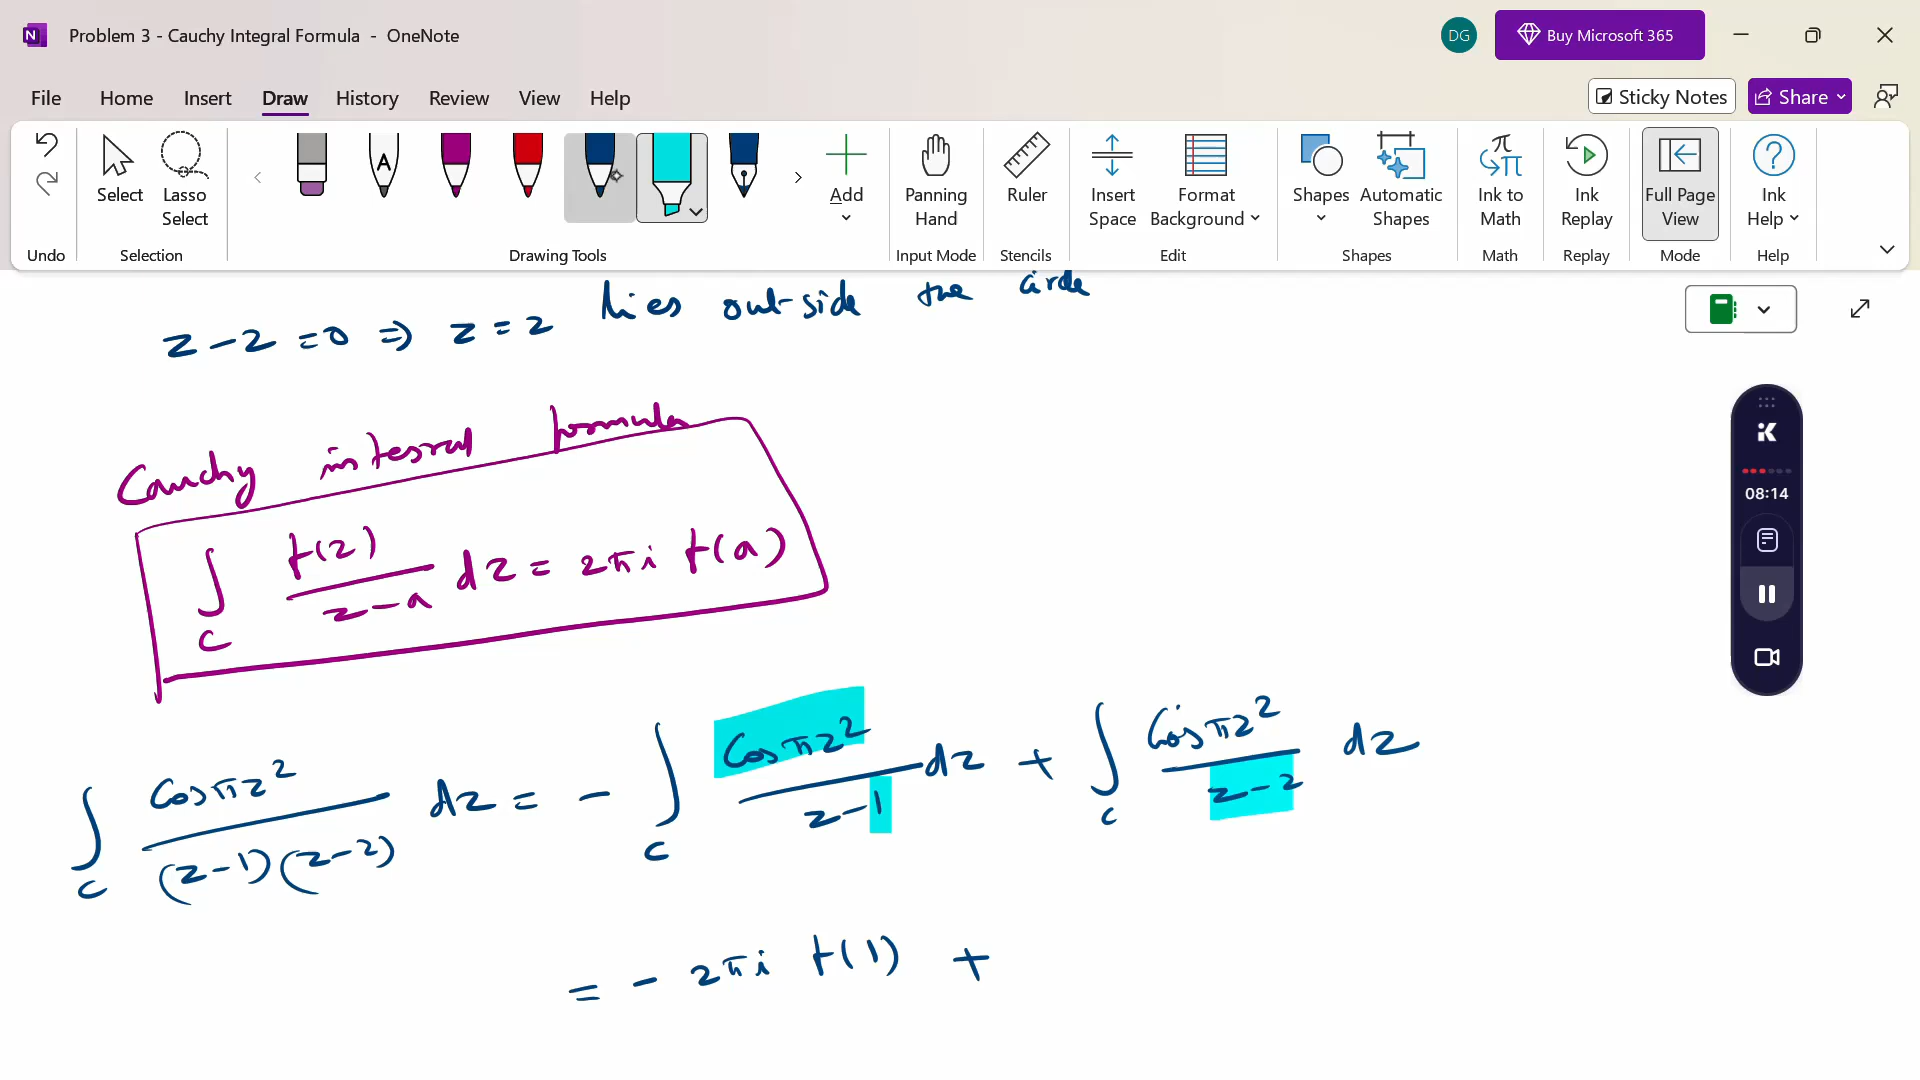 Problem 3 - Cauchy Integral Formula - OneNote
DG
Buy Microsoft 365
File Home Insert Draw History Review View Help
Sticky Notes
Share
A
Select
Lasso Select
Add
Panning Hand
Ruler
Insert Space
Format Background
Shapes
Automatic Shapes
Ink to Math
Ink Replay
Full Page View
Ink Help
Undo
Selection
Drawing Tools
Input Mode
Stencils
Edit
Shapes
Math
Replay
Mode
Help
z-2=0 ⇒ z=2 lies out-side the circle
Cauchy integral formula
∫_C f(z)/(z-a) dz = 2πi f(a)
∫_C Cosπz²/((z-1)(z-2)) dz = - ∫_C Cosπz²/(z-1) dz + ∫_C Cosπz²/(z-2) dz
= - 2πi f(1) +
08:14